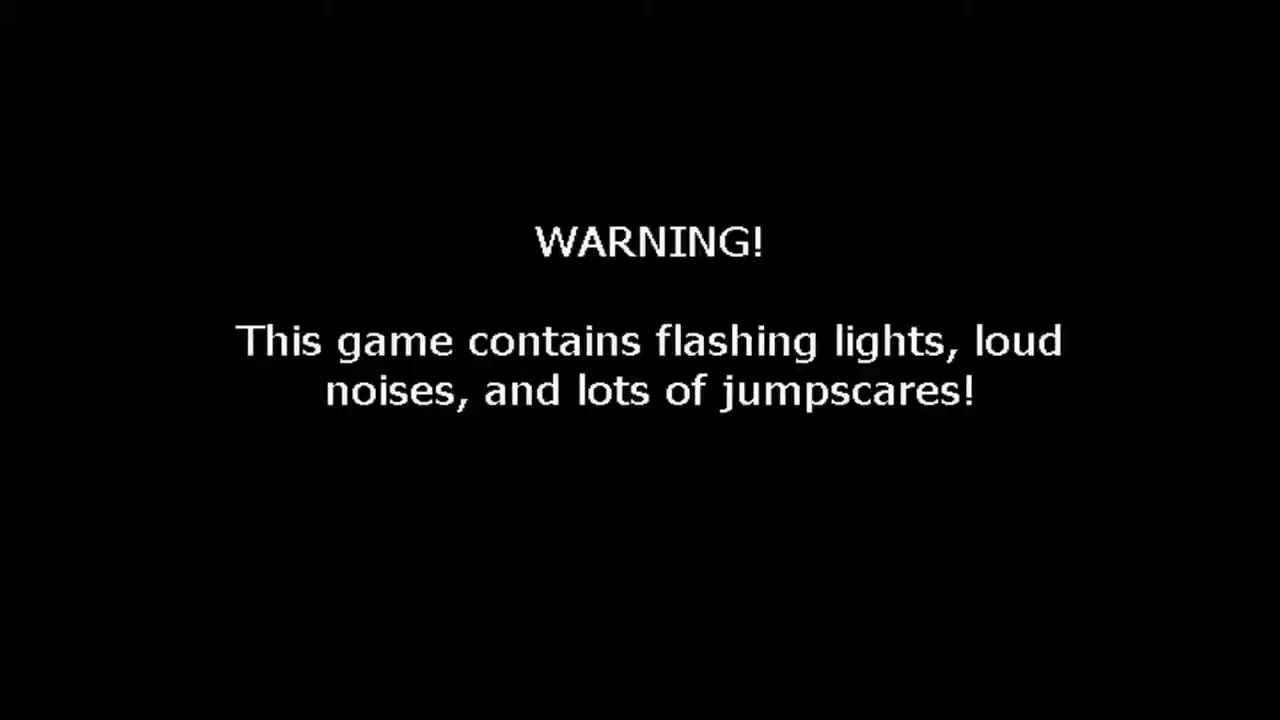 WARNING!
This game contains flashing lights, loud
noises, and lots of jumpscares!